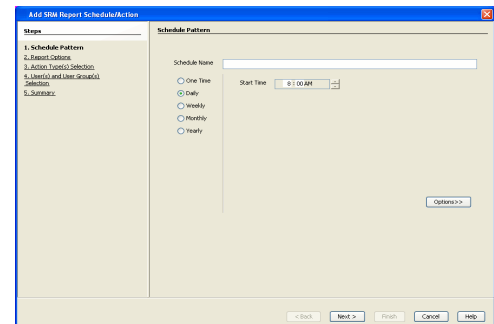 Add SRM Report Schedule/Action
Steps
1. Schedule Pattern
2. Report Options
3. Action Type(s) Selection
4. User(s) and User Group(s)
Selection
5. Summary
Schedule Pattern
Schedule Name
One Time
Daily
Weekly
Monthly
Yearly
Start Time
8 : 00 AM
Options>>
< Back
Next >
Finish
Cancel
Help